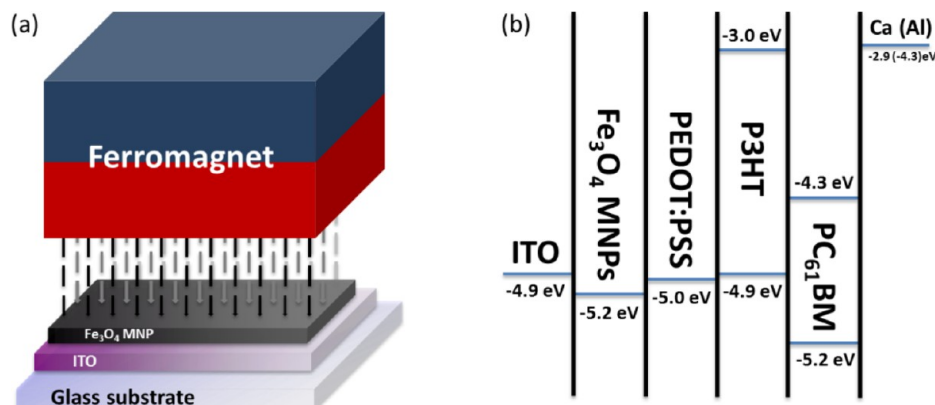 (a)
Ferromagnet
Fe₃O₄ MNP
ITO
Glass substrate
(b)
ITO
-4.9 eV
Fe₃O₄ MNPs
-5.2 eV
PEDOT:PSS
-5.0 eV
-3.0 eV
P3HT
-4.9 eV
-4.3 eV
PC₆₁BM
-5.2 eV
Ca (Al)
-2.9 (-4.3)eV